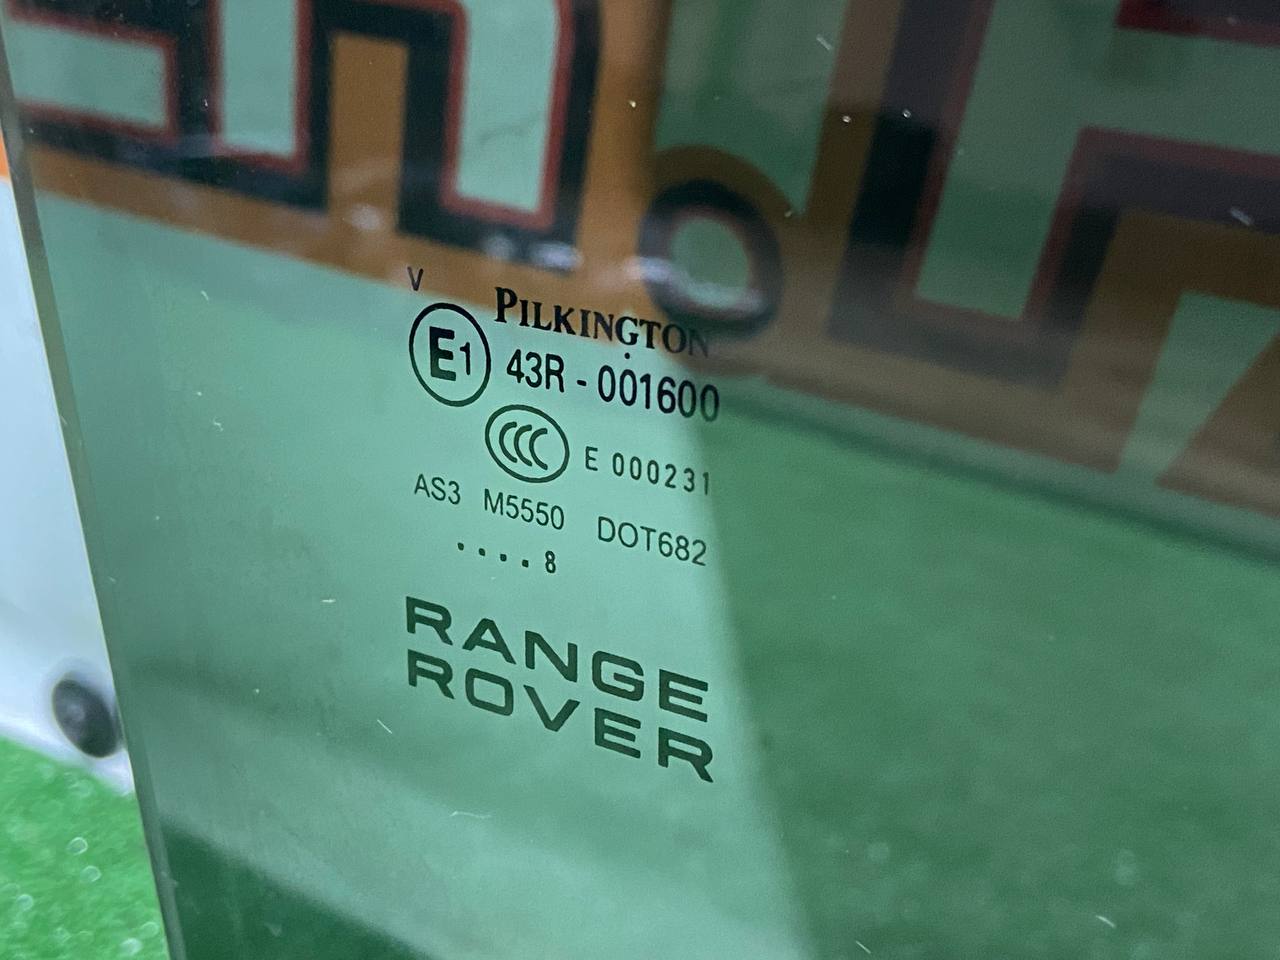 V
PILKINGTON
E1 43R - 001600
CCC E 000231
AS3 M5550 DOT682
. . . . 8
RANGE
ROVER